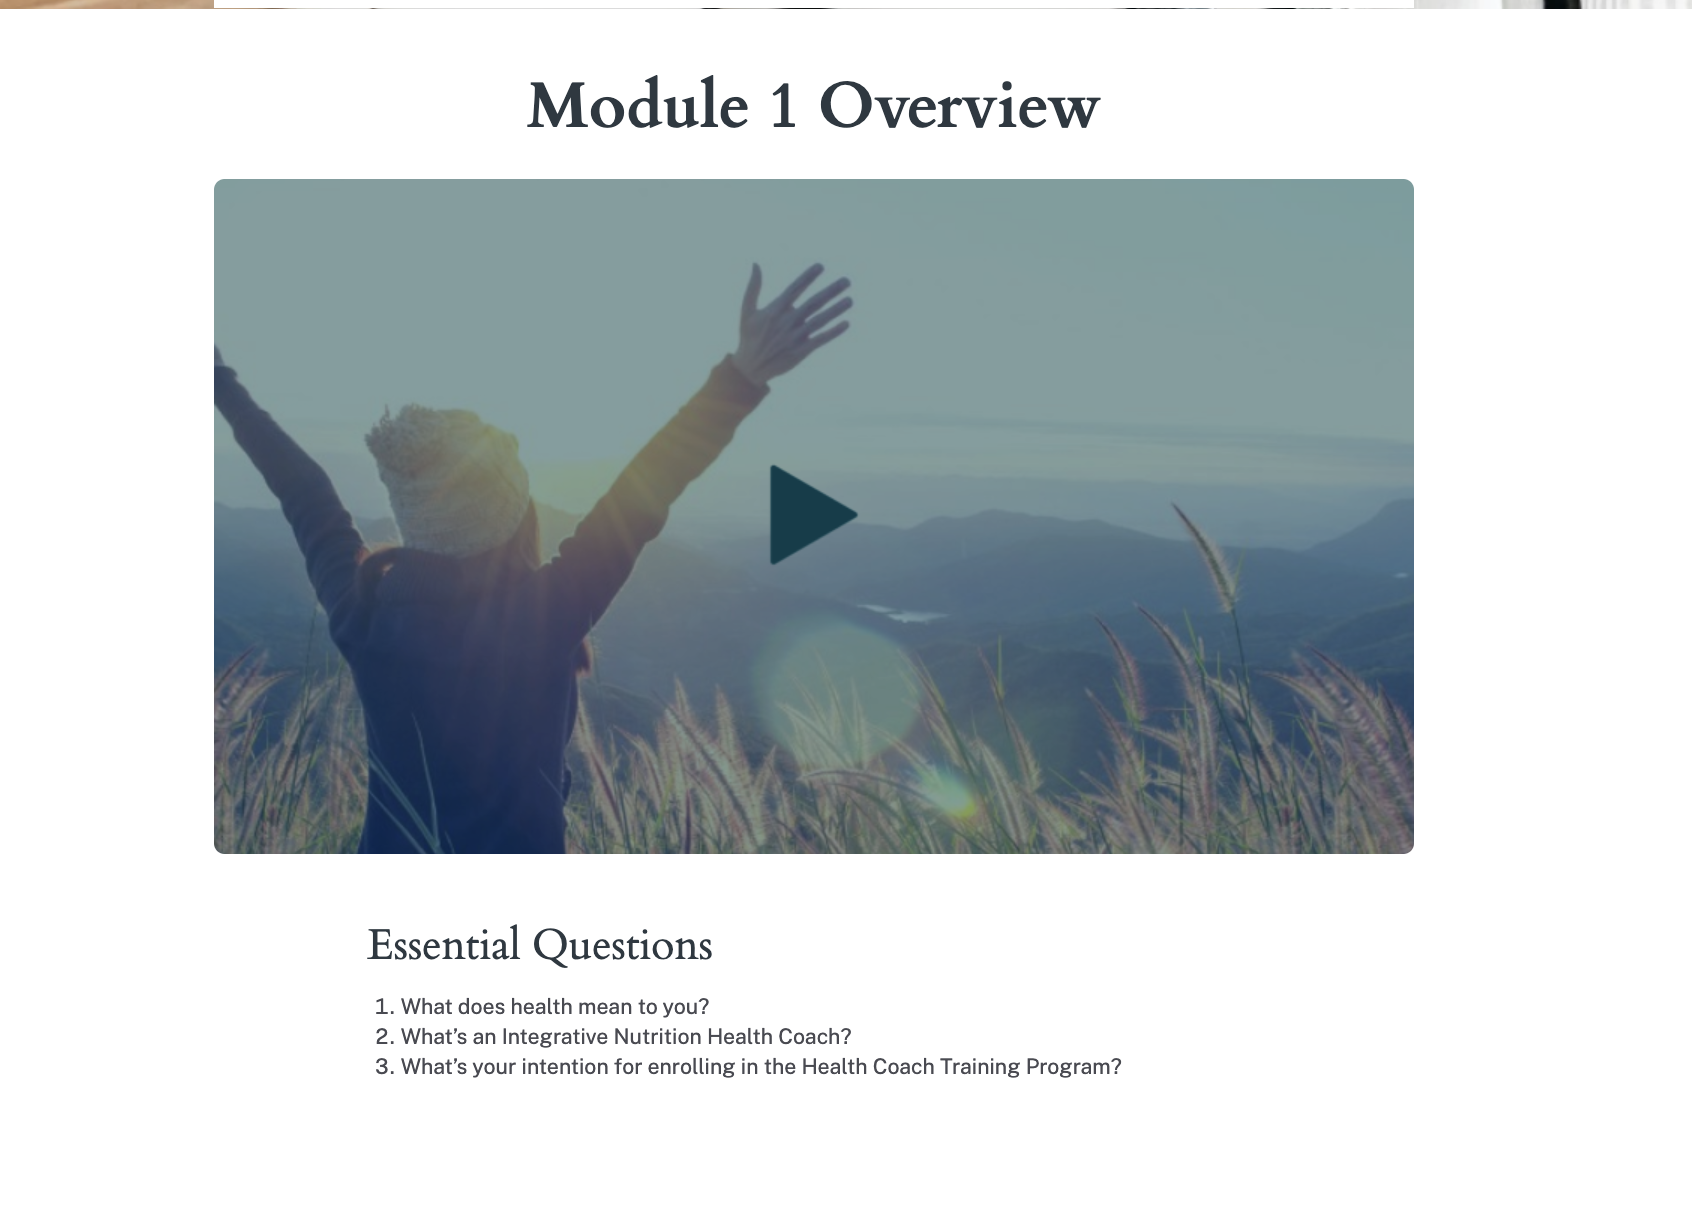 Module 1 Overview
Essential Questions
1. What does health mean to you?
2. What’s an Integrative Nutrition Health Coach?
3. What’s your intention for enrolling in the Health Coach Training Program?